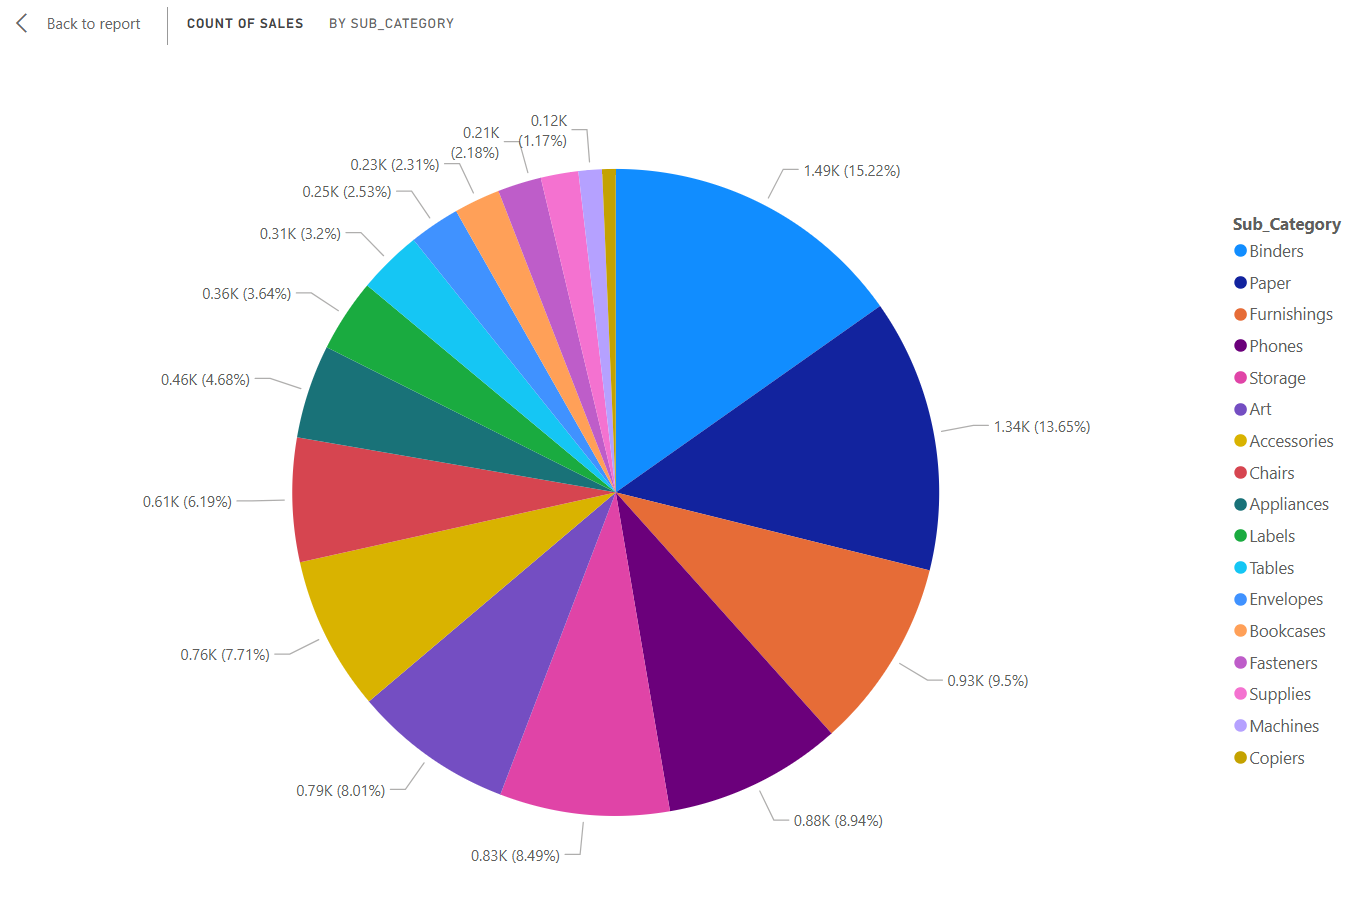 Back to report
COUNT OF SALES
BY SUB_CATEGORY
0.12K
(1.17%)
0.21K
(2.18%)
0.23K (2.31%)
0.25K (2.53%)
0.31K (3.2%)
0.36K (3.64%)
0.46K (4.68%)
0.61K (6.19%)
0.76K (7.71%)
0.79K (8.01%)
0.83K (8.49%)
0.88K (8.94%)
0.93K (9.5%)
1.34K (13.65%)
1.49K (15.22%)
Sub_Category
Binders
Paper
Furnishings
Phones
Storage
Art
Accessories
Chairs
Appliances
Labels
Tables
Envelopes
Bookcases
Fasteners
Supplies
Machines
Copiers